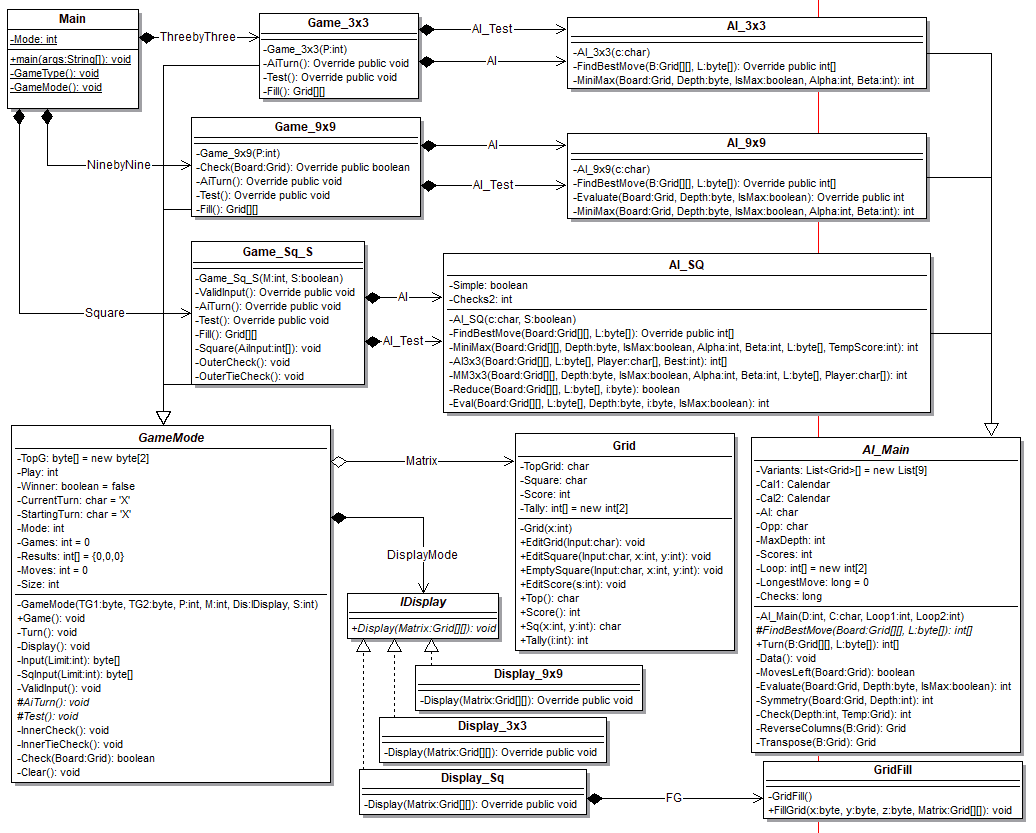 Main
-Mode: int
+main(args:String[]): void
-GameType(): void
-GameMode(): void
ThreebyThree
Game_3x3
-Game_3x3(P:int)
-AiTurn(): Override public void
-Test(): Override public void
-Fill(): Grid[][]
AI_Test
AI
AI_3x3
-AI_3x3(c:char)
-FindBestMove(B:Grid[][], L:byte[]): Override public int[]
-MiniMax(Board:Grid, Depth:byte, IsMax:boolean, Alpha:int, Beta:int): int
NinebyNine
Game_9x9
-Game_9x9(P:int)
-Check(Board:Grid): Override public boolean
-AiTurn(): Override public void
-Test(): Override public void
-Fill(): Grid[][]
AI
AI_Test
AI_9x9
-AI_9x9(c:char)
-FindBestMove(B:Grid[][], L:byte[]): Override public int[]
-Evaluate(Board:Grid, Depth:byte, IsMax:boolean): Override public int
-MiniMax(Board:Grid, Depth:byte, IsMax:boolean, Alpha:int, Beta:int): int
Square
Game_Sq_S
-Game_Sq_S(M:int, S:boolean)
-ValidInput(): Override public void
-AiTurn(): Override public void
-Test(): Override public void
-Fill(): Grid[][]
-Square(AiInput:int[]): void
-OuterCheck(): void
-OuterTieCheck(): void
AI
AI_Test
AI_SQ
-Simple: boolean
-Checks2: int
-AI_SQ(c:char, S:boolean)
-FindBestMove(Board:Grid[][], L:byte[]): Override public int[]
-MiniMax(Board:Grid[][], Depth:byte, IsMax:boolean, Alpha:int, Beta:int, L:byte[], TempScore:int): int
-AI3x3(Board:Grid[][], L:byte[], Player:char[], Best:int): int[]
-MM3x3(Board:Grid[][], Depth:byte, IsMax:boolean, Alpha:int, Beta:int, L:byte[], Player:char[]): int
-Reduce(Board:Grid[][], L:byte[], i:byte): boolean
-Eval(Board:Grid[][], L:byte[], Depth:byte, i:byte, IsMax:boolean): int
GameMode
-TopG: byte[] = new byte[2]
-Play: int
-Winner: boolean = false
-CurrentTurn: char = 'X'
-StartingTurn: char = 'X'
-Mode: int
-Games: int = 0
-Results: int[] = {0,0,0}
-Moves: int = 0
-Size: int
-GameMode(TG1:byte, TG2:byte, P:int, M:int, Dis:IDisplay, S:int)
+Game(): void
-Turn(): void
-Display(): void
-Input(Limit:int): byte[]
-SqInput(Limit:int): byte[]
-ValidInput(): void
#AiTurn(): void
#Test(): void
-InnerCheck(): void
-InnerTieCheck(): void
-Check(Board:Grid): boolean
-Clear(): void
Matrix
DisplayMode
Grid
-TopGrid: char
-Square: char
-Score: int
-Tally: int[] = new int[2]
-Grid(x:int)
+EditGrid(Input:char): void
+EditSquare(Input:char, x:int, y:int): void
+EmptySquare(Input:char, x:int, y:int): void
+EditScore(s:int): void
+Top(): char
+Score(): int
+Sq(x:int, y:int): char
+Tally(i:int): int
AI_Main
-Variants: List<Grid>[] = new List[9]
-Cal1: Calendar
-Cal2: Calendar
-AI: char
-Opp: char
-MaxDepth: int
-Scores: int
-Loop: int[] = new int[2]
-LongestMove: long = 0
-Checks: long
-AI_Main(D:int, C:char, Loop1:int, Loop2:int)
#FindBestMove(Board:Grid[][], L:byte[]): int[]
+Turn(B:Grid[][], L:byte[]): int[]
-Data(): void
-MovesLeft(Board:Grid): boolean
-Evaluate(Board:Grid, Depth:byte, IsMax:boolean): int
-Symmetry(Board:Grid, Depth:int): int
-Check(Depth:int, Temp:Grid): int
-ReverseColumns(B:Grid): Grid
-Transpose(B:Grid): Grid
IDisplay
+Display(Matrix:Grid[][]): void
Display_9x9
-Display(Matrix:Grid[][]): Override public void
Display_3x3
-Display(Matrix:Grid[][]): Override public void
Display_Sq
-Display(Matrix:Grid[][]): Override public void
FG
GridFill
-GridFill()
+FillGrid(x:byte, y:byte, z:byte, Matrix:Grid[][]): void